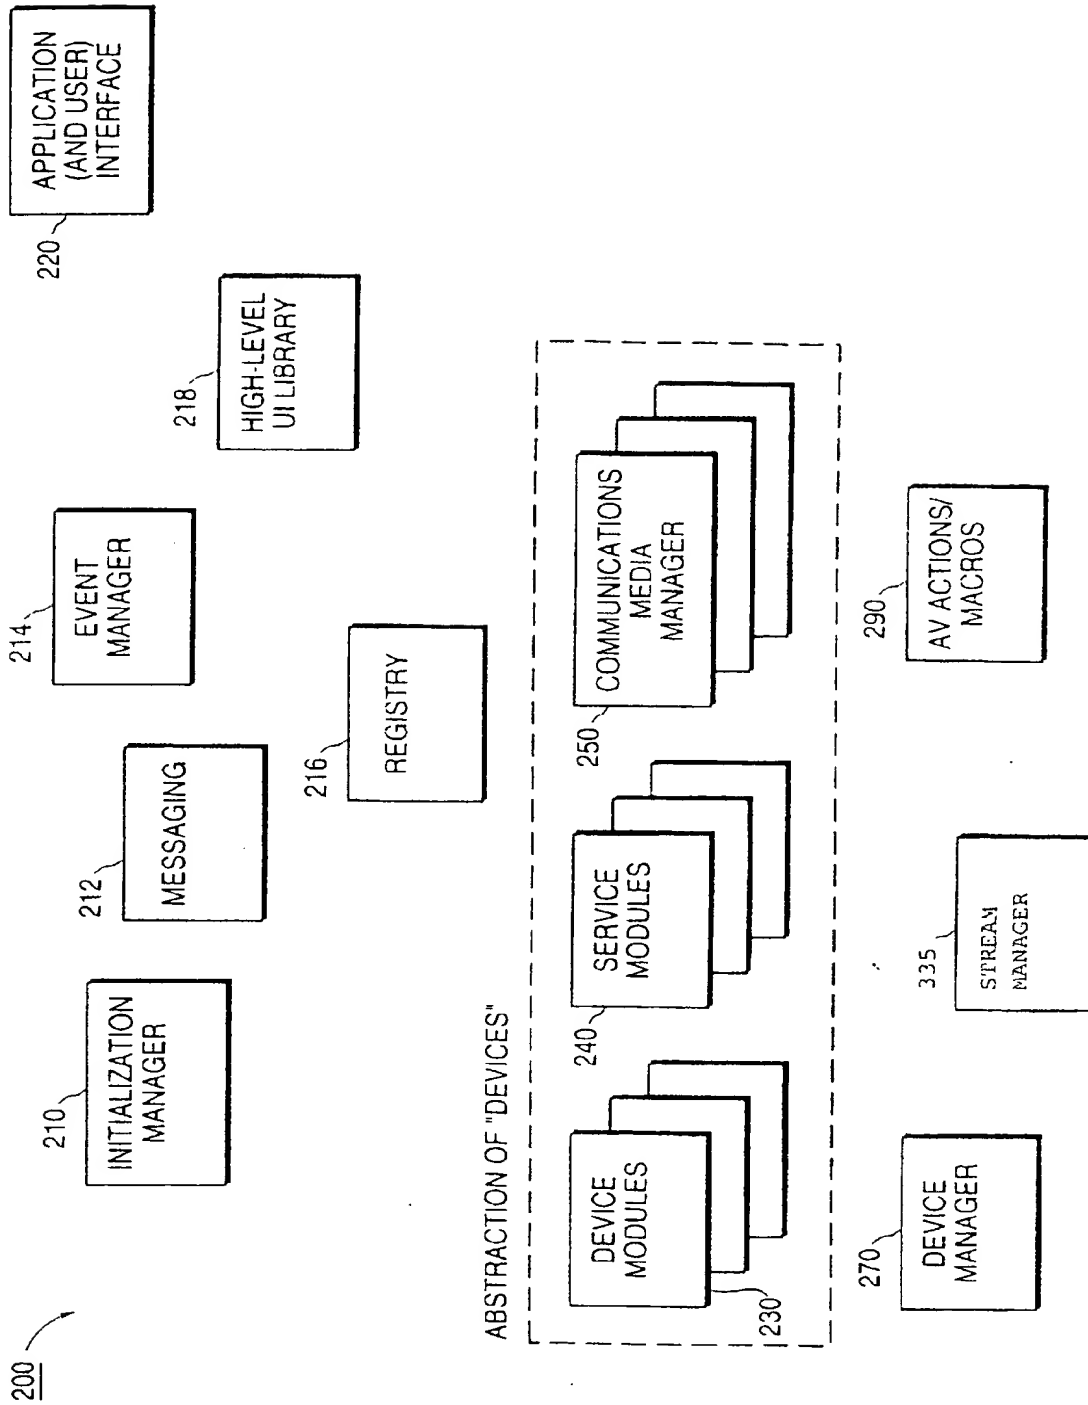 200
210
INITIALIZATION
MANAGER
212
MESSAGING
214
EVENT
MANAGER
216
REGISTRY
218
HIGH-LEVEL
UI LIBRARY
220
APPLICATION
(AND USER)
INTERFACE
ABSTRACTION OF "DEVICES"
DEVICE
MODULES
230
240
SERVICE
MODULES
250
COMMUNICATIONS
MEDIA
MANAGER
270
DEVICE
MANAGER
335
STREAM
MANAGER
290
AV ACTIONS/
MACROS